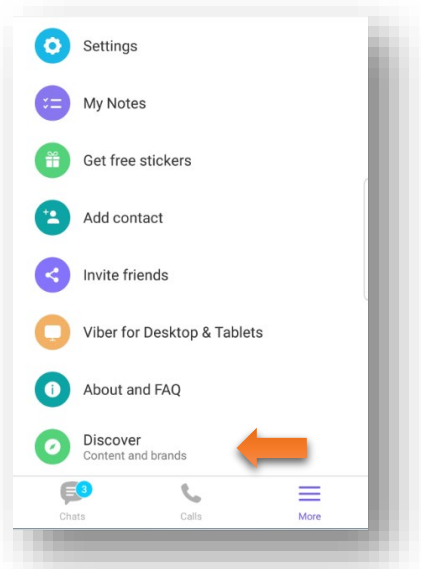 Settings
My Notes
Get free stickers
Add contact
Invite friends
Viber for Desktop & Tablets
About and FAQ
Discover
Content and brands
3
Chats Calls More